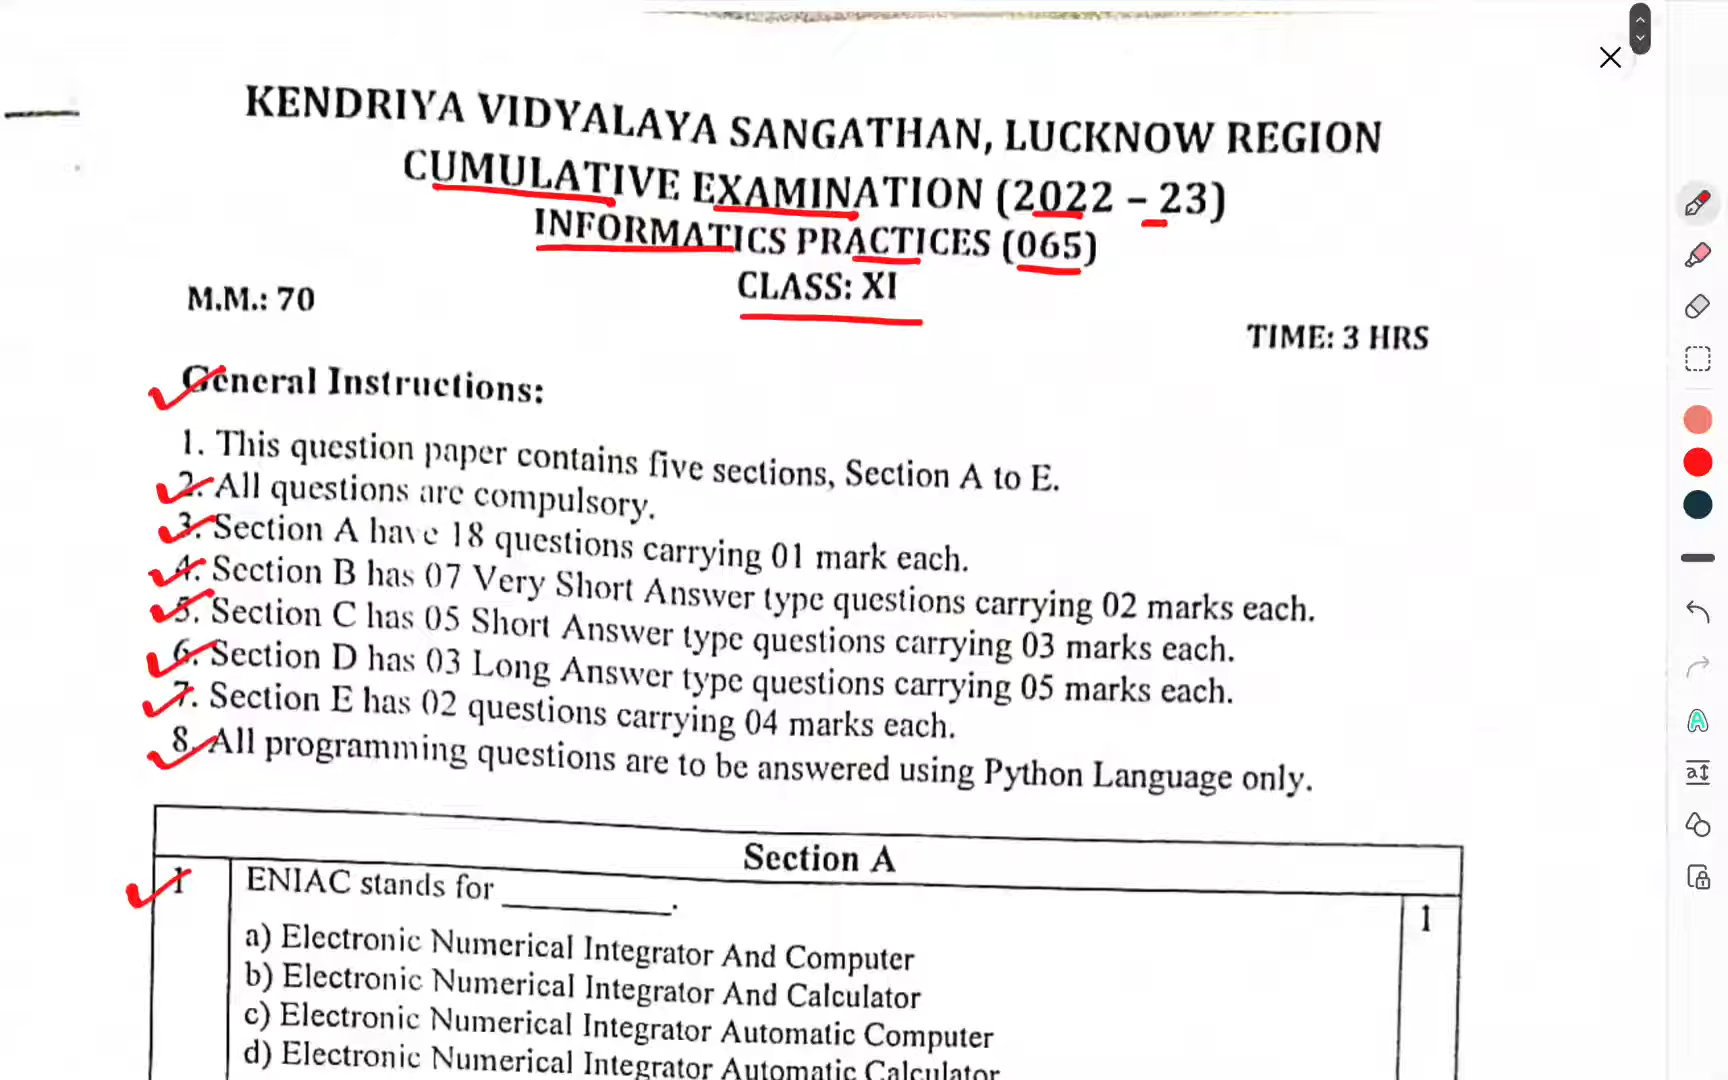 KENDRIYA VIDYALAYA SANGATHAN, LUCKNOW REGION
CUMULATIVE EXAMINATION (2022 – 23)
INFORMATICS PRACTICES (065)
CLASS: XI
M.M.: 70
TIME: 3 HRS
General Instructions:
1. This question paper contains five sections, Section A to E.
2. All questions are compulsory.
3. Section A have 18 questions carrying 01 mark each.
4. Section B has 07 Very Short Answer type questions carrying 02 marks each.
5. Section C has 05 Short Answer type questions carrying 03 marks each.
6. Section D has 03 Long Answer type questions carrying 05 marks each.
7. Section E has 02 questions carrying 04 marks each.
8. All programming questions are to be answered using Python Language only.
Section A
1 ENIAC stands for __________. 1
a) Electronic Numerical Integrator And Computer
b) Electronic Numerical Integrator And Calculator
c) Electronic Numerical Integrator Automatic Computer
d) Electronic Numerical Integrator Automatic Calculator